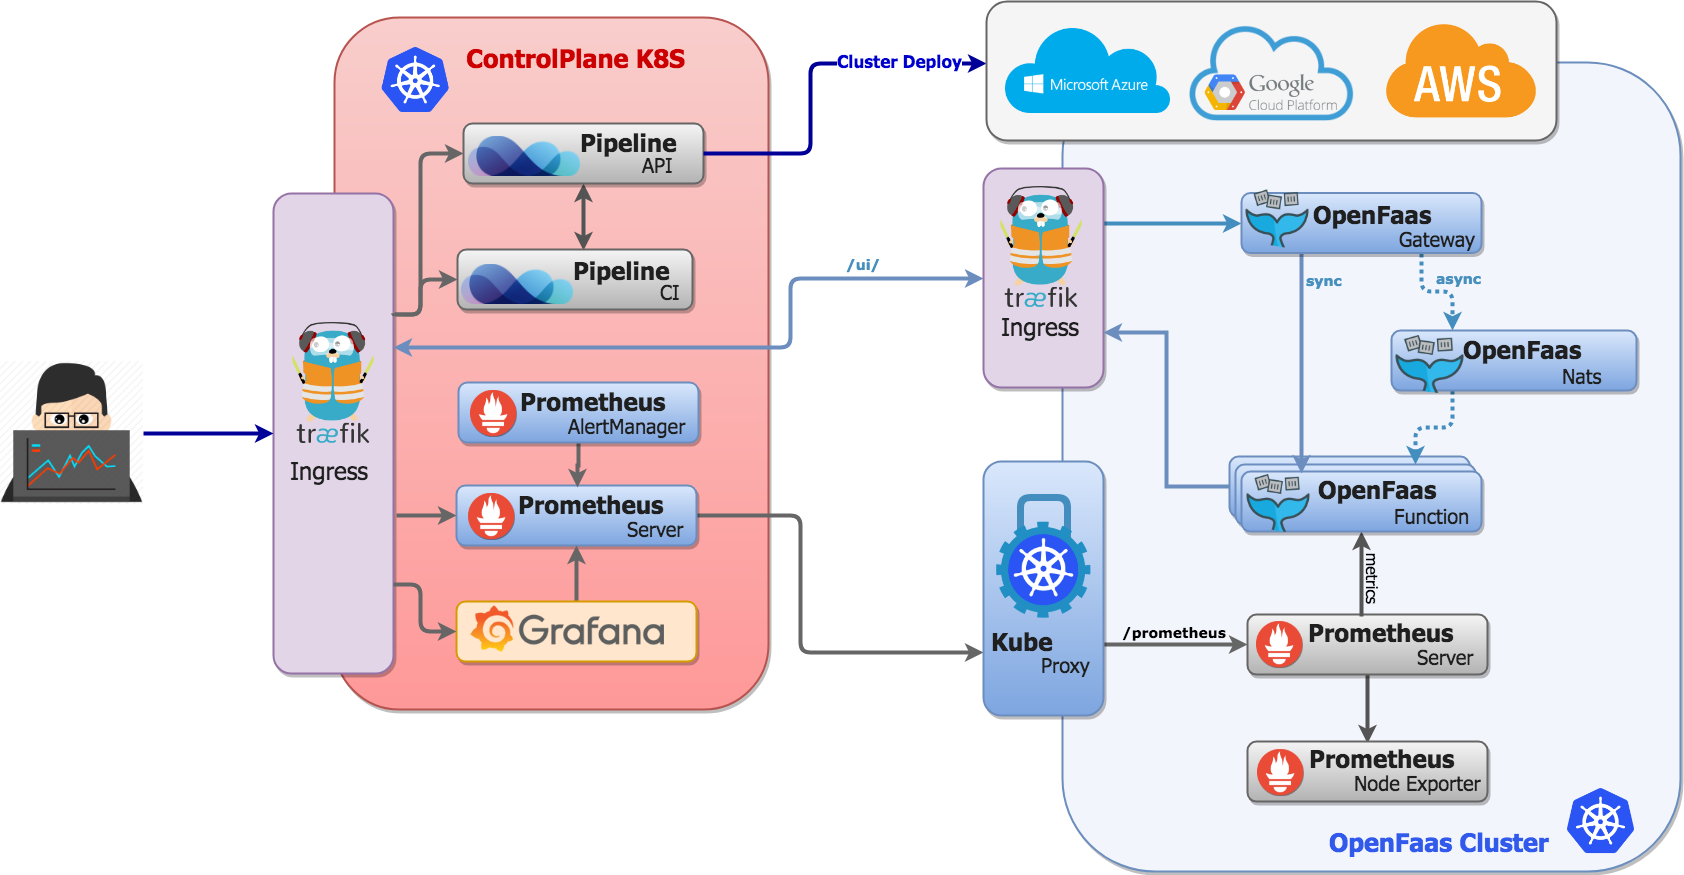 ControlPlane K8S
Pipeline
API
Pipeline
CI
træfik
Ingress
Prometheus
AlertManager
Prometheus
Server
Grafana
Cluster Deploy
Microsoft Azure
Google
Cloud Platform
AWS
/ui/
træfik
Ingress
OpenFaas
Gateway
sync
async
OpenFaas
Nats
OpenFaas
Function
metrics
Kube
Proxy
/prometheus
Prometheus
Server
Prometheus
Node Exporter
OpenFaas Cluster